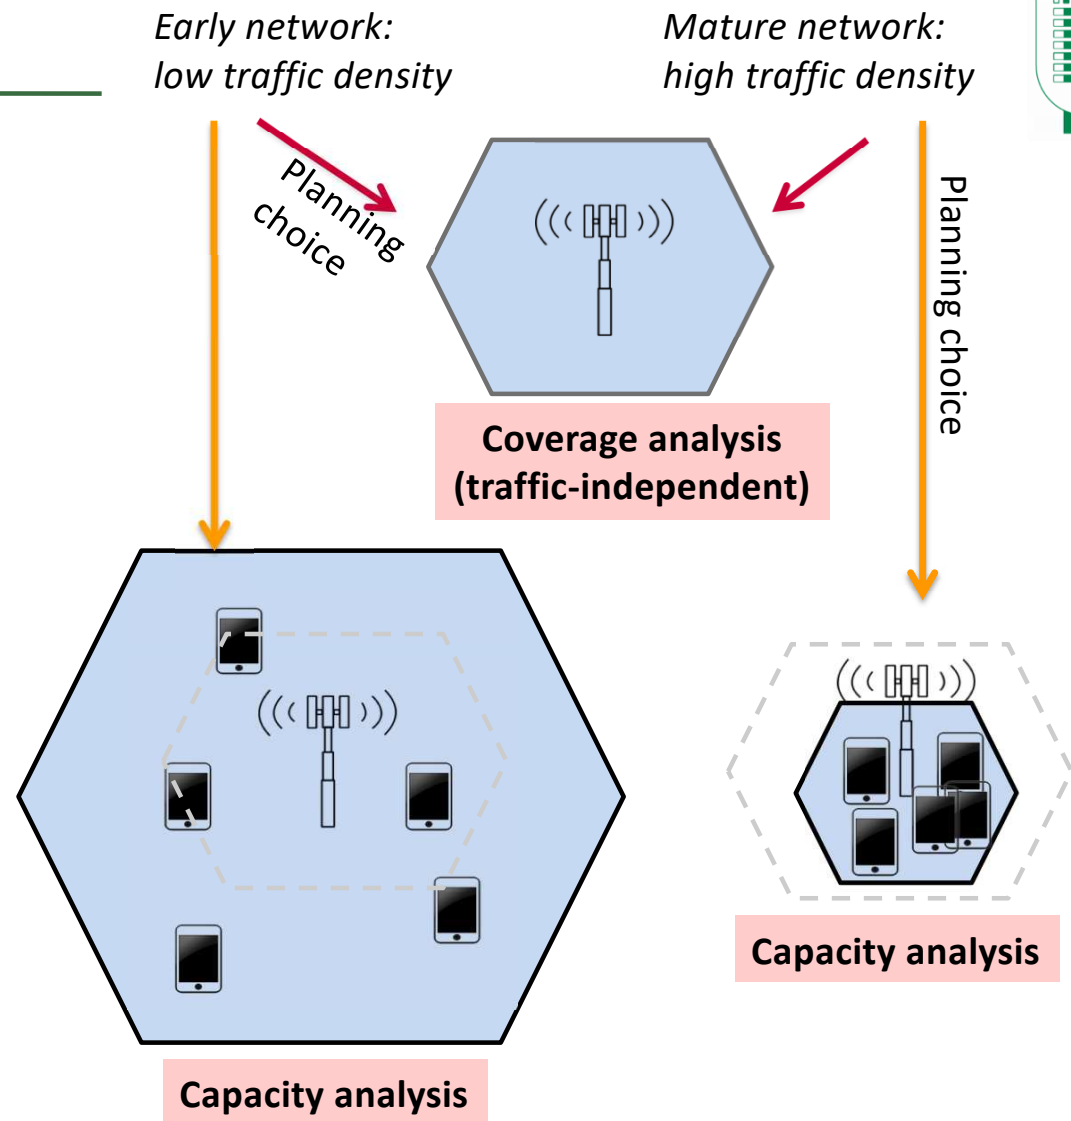 Early network:
low traffic density
Mature network:
high traffic density
Planning
choice
Planning choice
Coverage analysis
(traffic-independent)
Capacity analysis
Capacity analysis